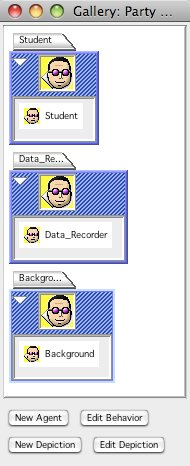 Gallery: Party ...
Student
Student
Data_Re...
Data_Recorder
Backgro...
Background
New Agent Edit Behavior
New Depiction Edit Depiction